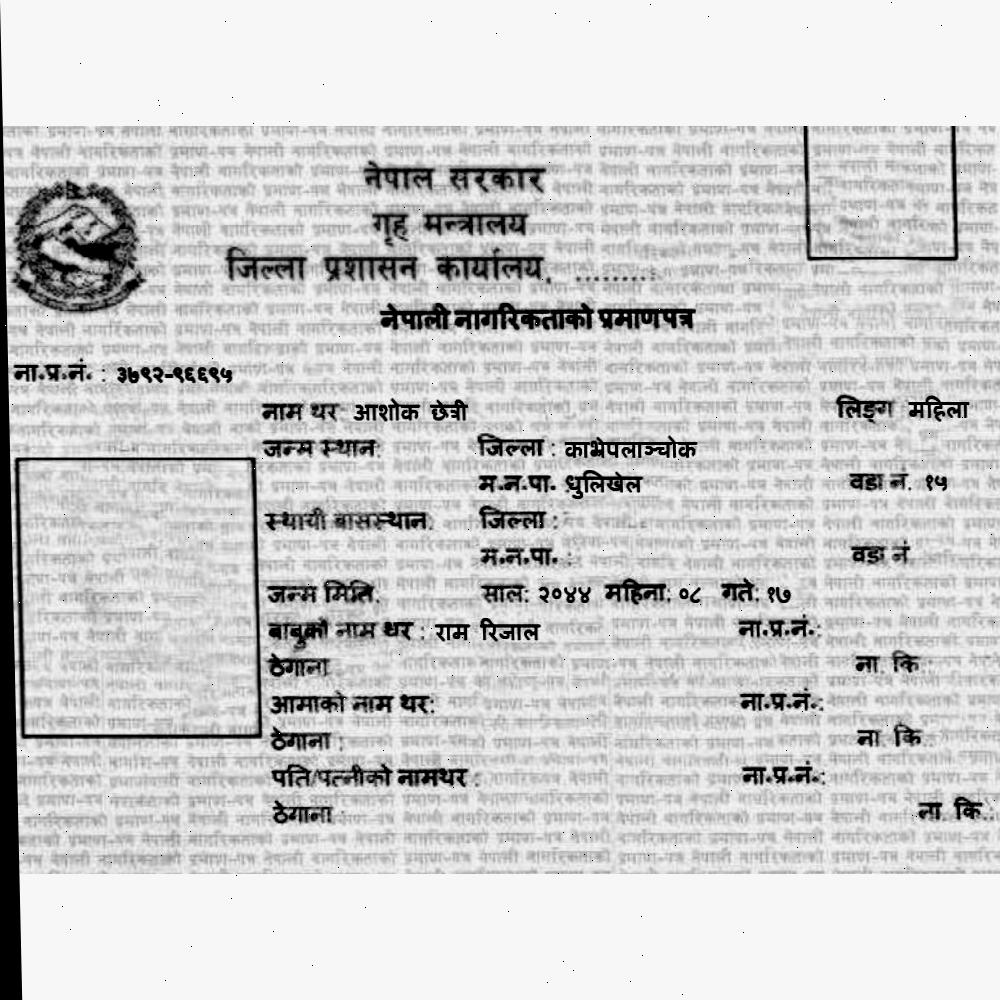 नेपाल सरकार
गृह मन्त्रालय
जिल्ला प्रशासन कार्यालय, ..........
नेपाली नागरिकताको प्रमाणपत्र
ना.प्र.नं. : ३७९२-९६६९५
नाम थर: आशोक छेत्री लिङ्ग महिला
जन्म स्थान: जिल्ला : काभ्रेपलाञ्चोक
म.न.पा. धुलिखेल वडा नं. १५
स्थायी बासस्थान: जिल्ला :
म.न.पा. : वडा नं
जन्म मिति: साल: २०४४ महिना: ०८ गते: १७
बाबुको नाम थर : राम रिजाल ना.प्र.नं.:
ठेगाना ना. कि.:
आमाको नाम थर: ना.प्र.नं.:
ठेगाना : ना. कि.
पति/पत्नीको नामथर : ना.प्र.नं.:
ठेगाना : ना. कि.: